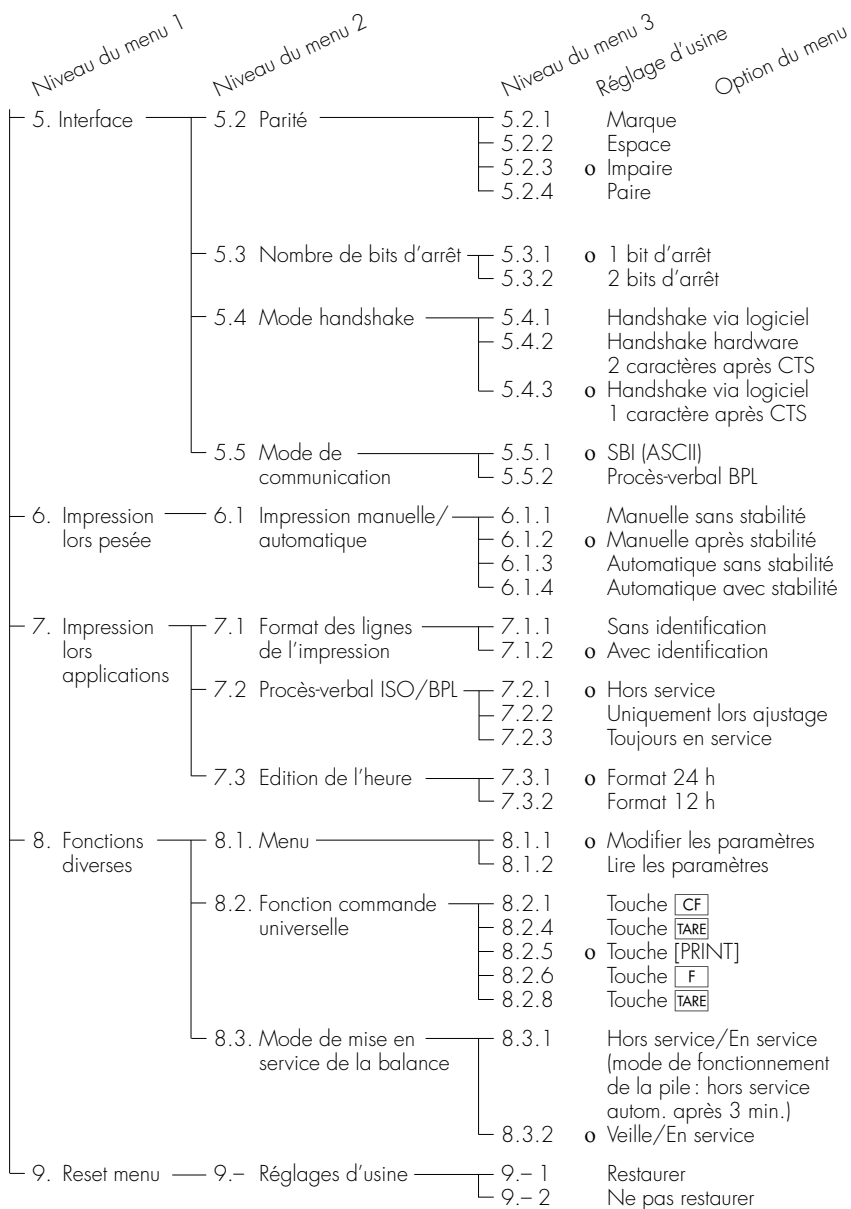 Niveau du menu 1 Niveau du menu 2 Niveau du menu 3 Réglage d'usine Option du menu
5. Interface 5.2 Parité 5.2.1 Marque
5.2.2 Espace
5.2.3 o Impaire
5.2.4 Paire
5.3 Nombre de bits d'arrêt 5.3.1 o 1 bit d'arrêt
5.3.2 2 bits d'arrêt
5.4 Mode handshake 5.4.1 Handshake via logiciel
5.4.2 Handshake hardware
2 caractères après CTS
5.4.3 o Handshake via logiciel
1 caractère après CTS
5.5 Mode de 5.5.1 o SBI (ASCII)
communication 5.5.2 Procès-verbal BPL
6. Impression 6.1 Impression manuelle/ 6.1.1 Manuelle sans stabilité
lors pesée automatique 6.1.2 o Manuelle après stabilité
6.1.3 Automatique sans stabilité
6.1.4 Automatique avec stabilité
7. Impression 7.1 Format des lignes 7.1.1 Sans identification
lors de l'impression 7.1.2 o Avec identification
applications
7.2 Procès-verbal ISO/BPL 7.2.1 o Hors service
7.2.2 Uniquement lors ajustage
7.2.3 Toujours en service
7.3 Edition de l'heure 7.3.1 o Format 24 h
7.3.2 Format 12 h
8. Fonctions 8.1. Menu 8.1.1 o Modifier les paramètres
diverses 8.1.2 Lire les paramètres
8.2. Fonction commande 8.2.1 Touche CF
universelle 8.2.4 Touche TARE
8.2.5 o Touche [PRINT]
8.2.6 Touche F
8.2.8 Touche TARE
8.3. Mode de mise en 8.3.1 Hors service/En service
service de la balance (mode de fonctionnement
de la pile : hors service
autom. après 3 min.)
8.3.2 o Veille/En service
9. Reset menu 9.– Réglages d'usine 9.– 1 Restaurer
9.– 2 Ne pas restaurer